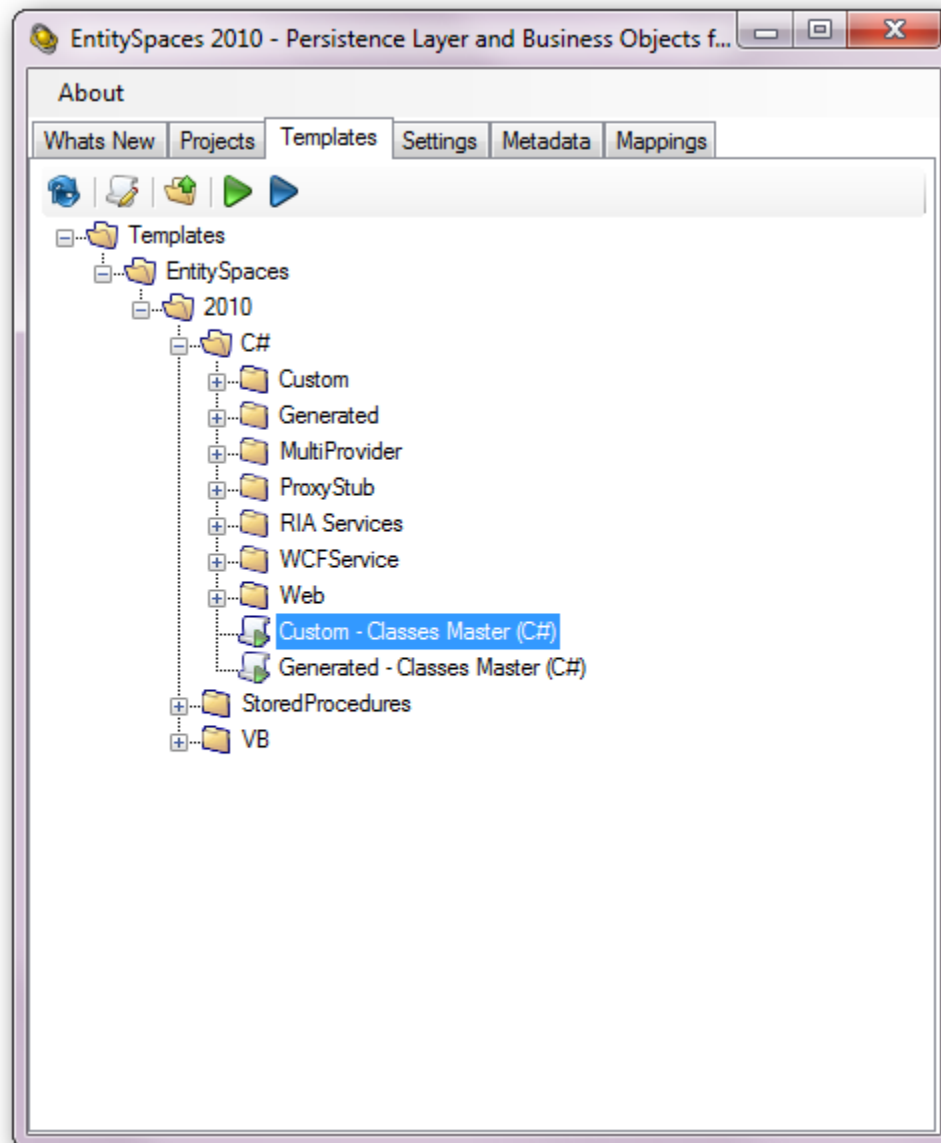 EntitySpaces 2010 - Persistence Layer and Business Objects f...
About
Whats New Projects Templates Settings Metadata Mappings
Templates
EntitySpaces
2010
C#
Custom
Generated
MultiProvider
ProxyStub
RIA Services
WCFService
Web
Custom - Classes Master (C#)
Generated - Classes Master (C#)
StoredProcedures
VB